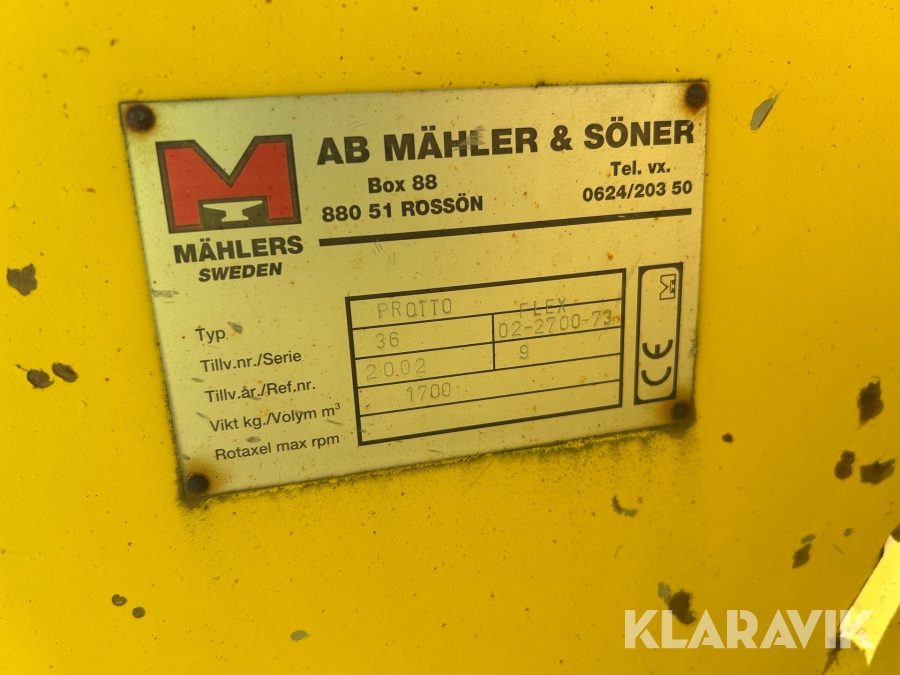 KLARAVIK
AB MÄHLER & SÖNER
Box 88
880 51 ROSSÖN
Tel. vx.
0624/203 50
M
MÄHLERS
SWEDEN
Typ PROTTO FLEX
Tillv.nr./Serie 36 02-2700-73
Tillv.år./Ref.nr. 2002 9
Vikt kg./Volym m³ 1700
Rotaxel max rpm
M
CE